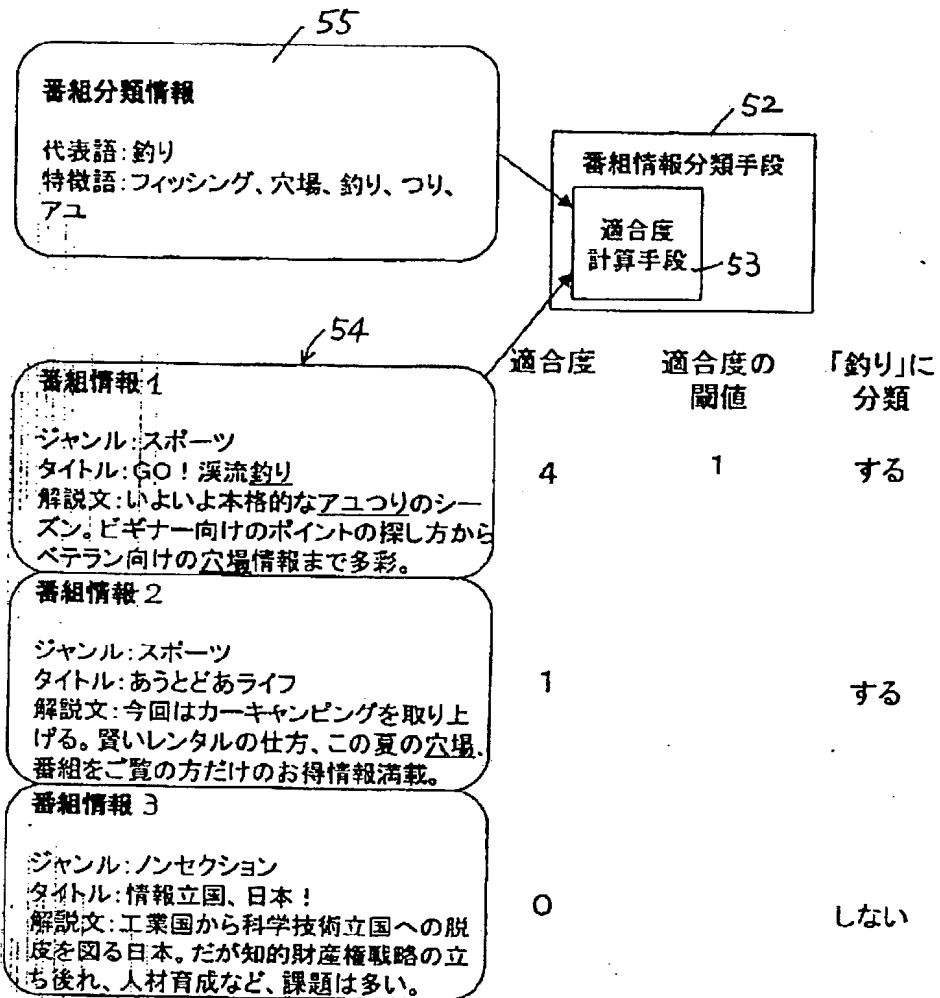 55
番組分類情報
代表語:釣り
特徴語:フィッシング、穴場、釣り、つり、
アユ
52
番組情報分類手段
適合度
計算手段
53
54
適合度
適合度の
閾値
「釣り」に
分類
番組情報1
ジャンル:スポーツ
タイトル:GO!渓流釣り
解説文:いよいよ本格的なアユつりのシー
ズン。ビギナー向けのポイントの探し方から
ベテラン向けの穴場情報まで多彩。
4
1
する
番組情報2
ジャンル:スポーツ
タイトル:あうとどあライフ
解説文:今回はカーキャンピングを取り上
げる。賢いレンタルの仕方、この夏の穴場、
番組をご覧の方だけのお得情報満載。
1
する
番組情報3
ジャンル:ノンセクション
タイトル:情報立国、日本!
解説文:工業国から科学技術立国への脱
皮を図る日本。だが知的財産権戦略の立
ち後れ、人材育成など、課題は多い。
0
しない